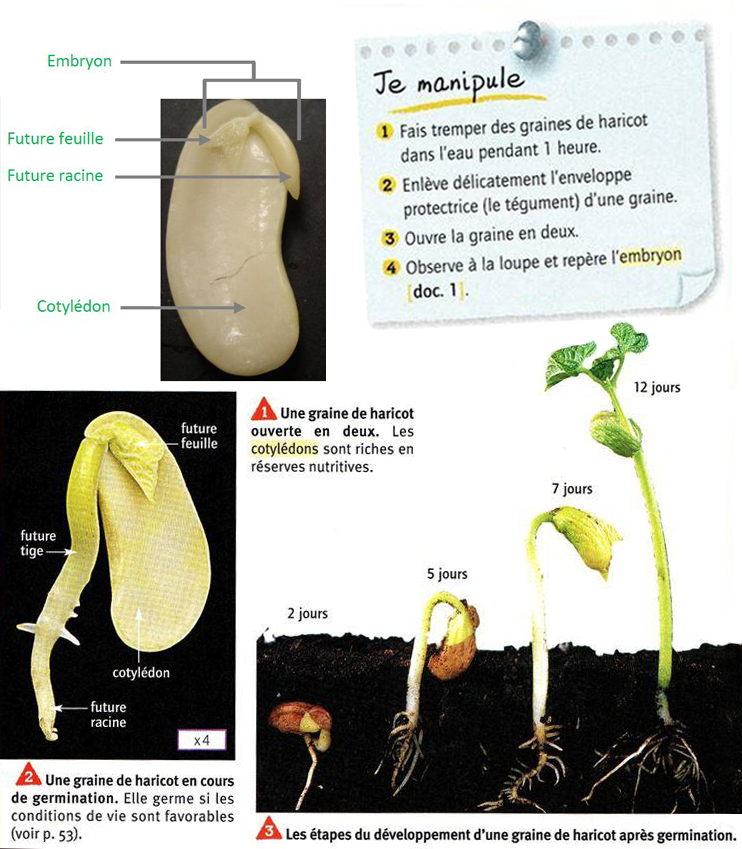 Embryon
Future feuille
Future racine
Cotylédon
Je manipule
1 Fais tremper des graines de haricot
dans l'eau pendant 1 heure.
2 Enlève délicatement l'enveloppe
protectrice (le tégument) d'une graine.
3 Ouvre la graine en deux.
4 Observe à la loupe et repère l'embryon
[doc. 1].
future
feuille
future
tige
cotylédon
future
racine
x4
1 Une graine de haricot
ouverte en deux. Les
cotylédons sont riches en
réserves nutritives.
2 jours
5 jours
7 jours
12 jours
2 Une graine de haricot en cours
de germination. Elle germe si les
conditions de vie sont favorables
(voir p. 53).
3 Les étapes du développement d'une graine de haricot après germination.